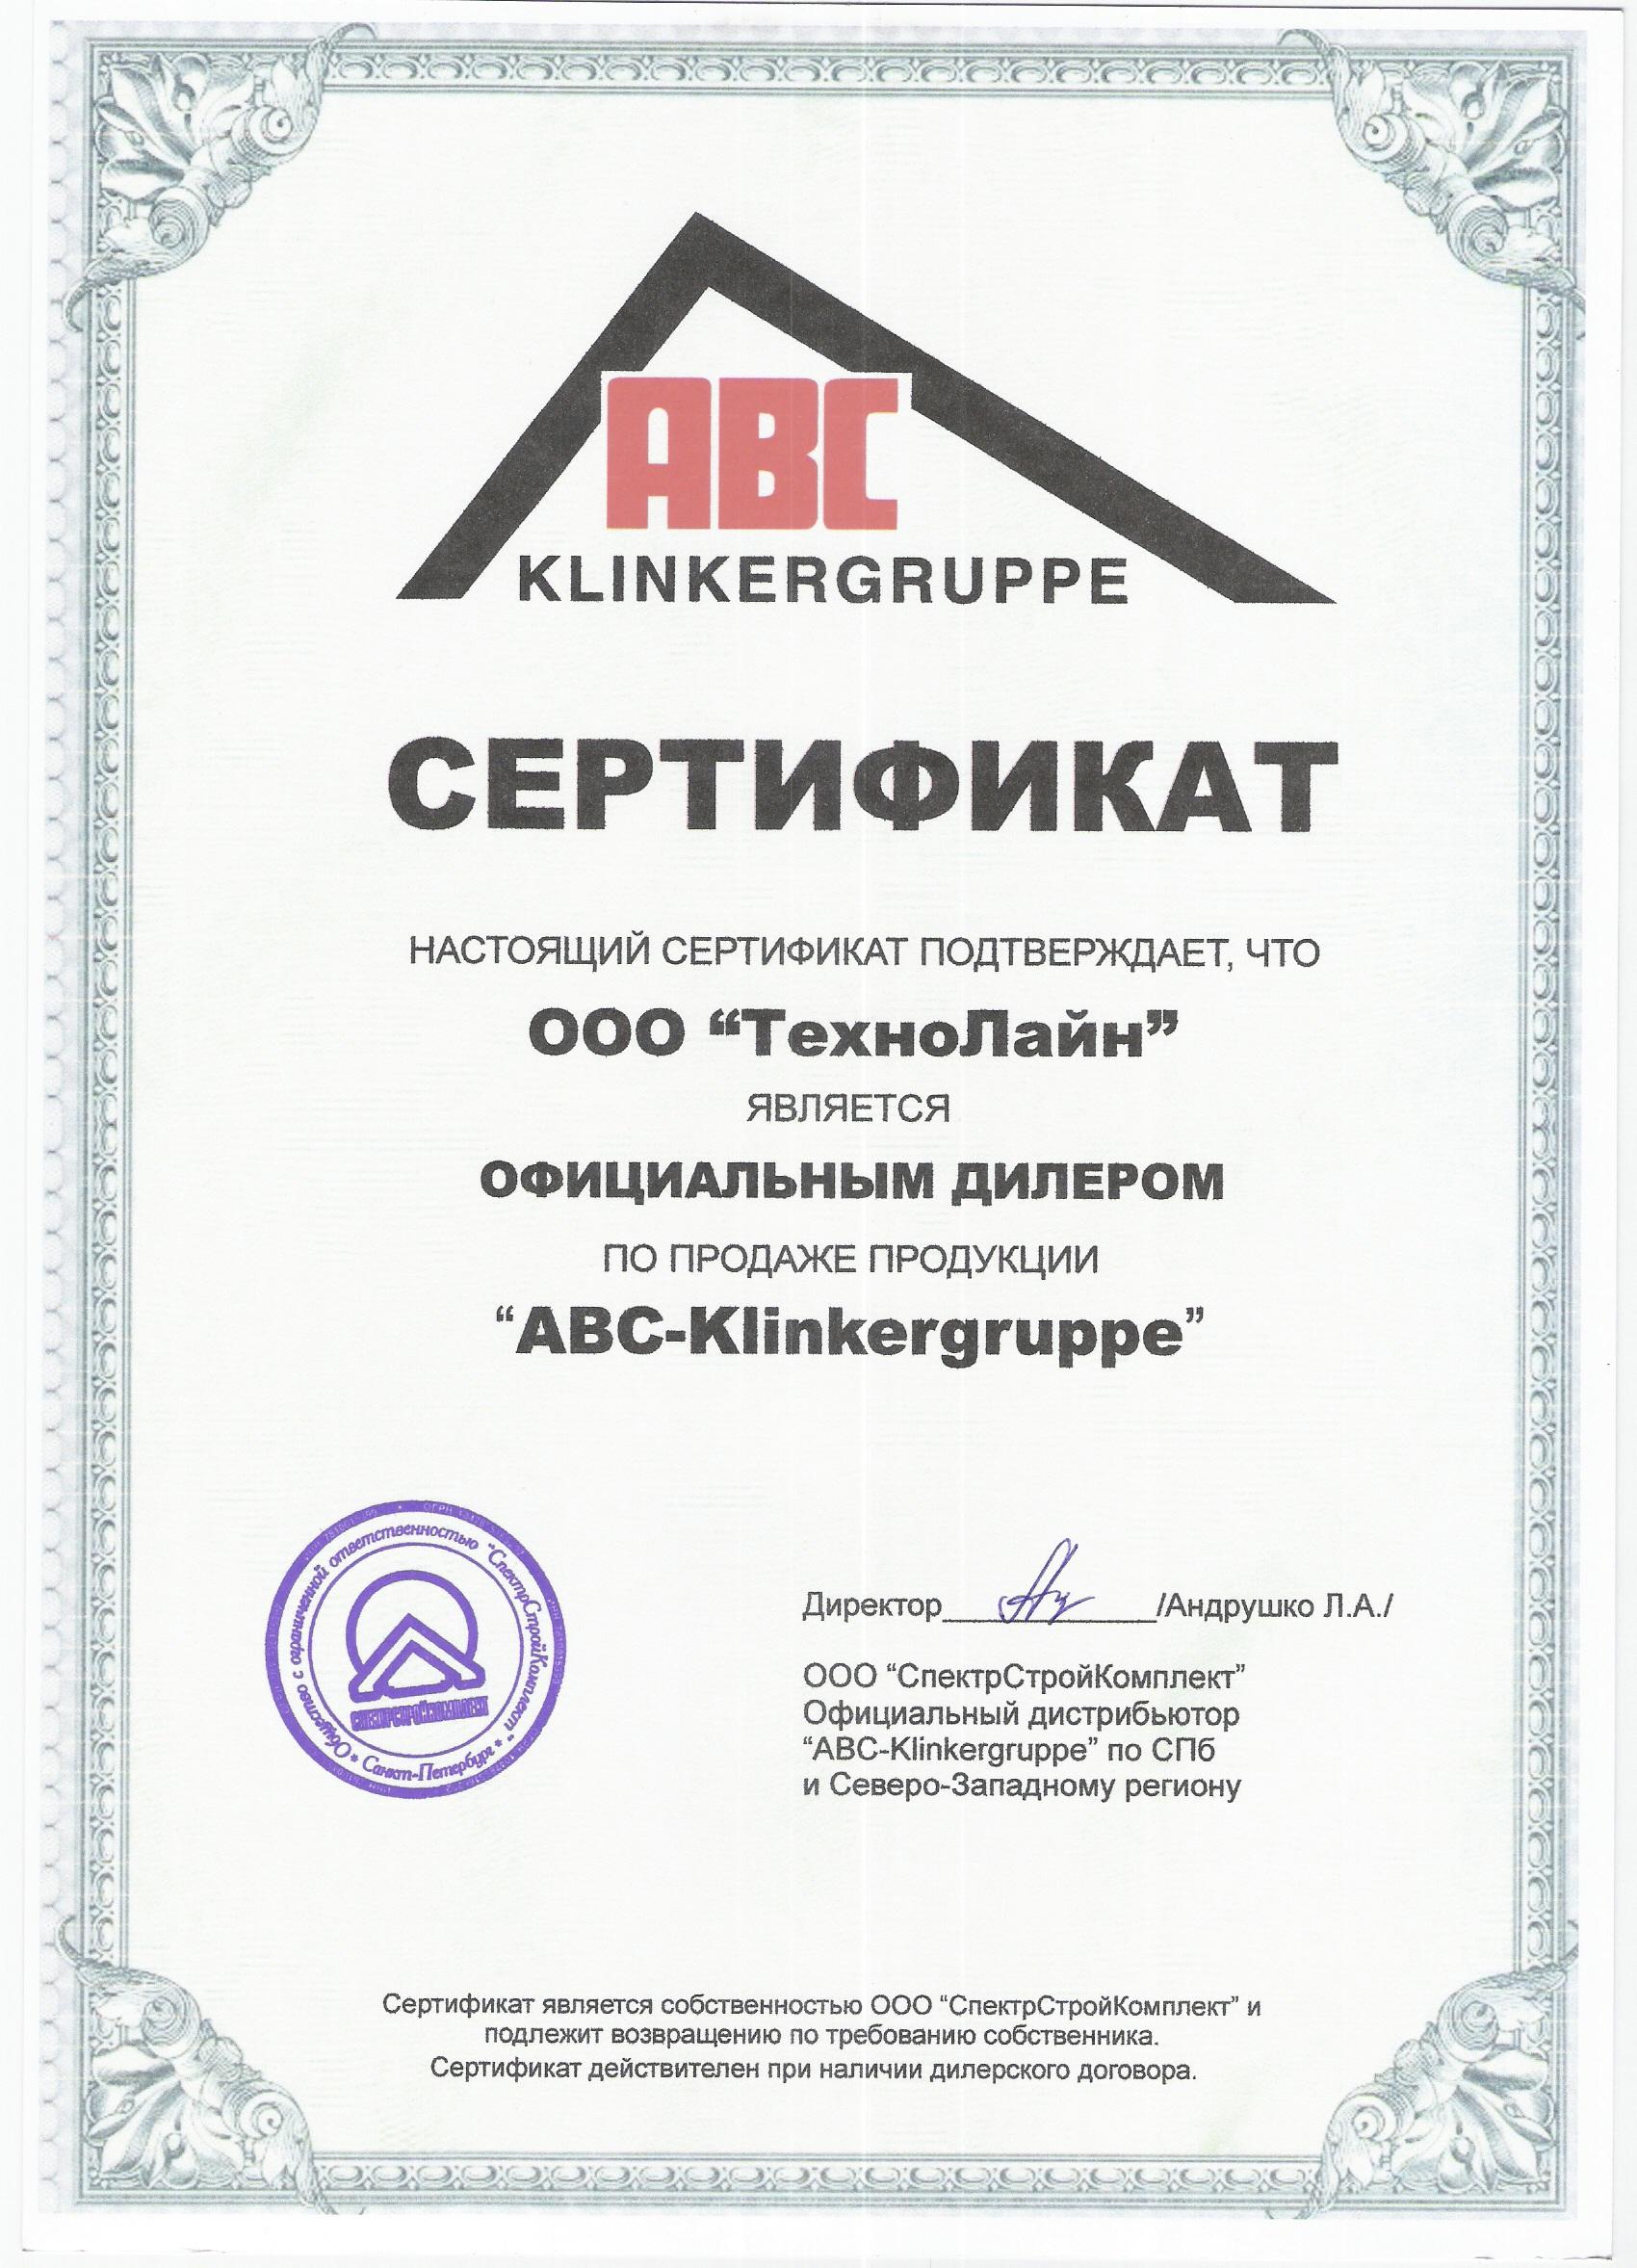 ABC
KLINKERGRUPPE
СЕРТИФИКАТ
НАСТОЯЩИЙ СЕРТИФИКАТ ПОДТВЕРЖДАЕТ, ЧТО
ООО “ТехноЛайн”
ЯВЛЯЕТСЯ
ОФИЦИАЛЬНЫМ ДИЛЕРОМ
ПО ПРОДАЖЕ ПРОДУКЦИИ
“ABC-Klinkergruppe”
Общество с ограниченной ответственностью "СпектрСтройКомплект"
* Санкт-Петербург *
СПЕКТРСТРОЙКОМПЛЕКТ
Директор____________/Андрушко Л.А./
ООО “СпектрСтройКомплект”
Официальный дистрибьютор
“ABC-Klinkergruppe” по СПб
и Северо-Западному региону
Сертификат является собственностью ООО “СпектрСтройКомплект” и
подлежит возвращению по требованию собственника.
Сертификат действителен при наличии дилерского договора.